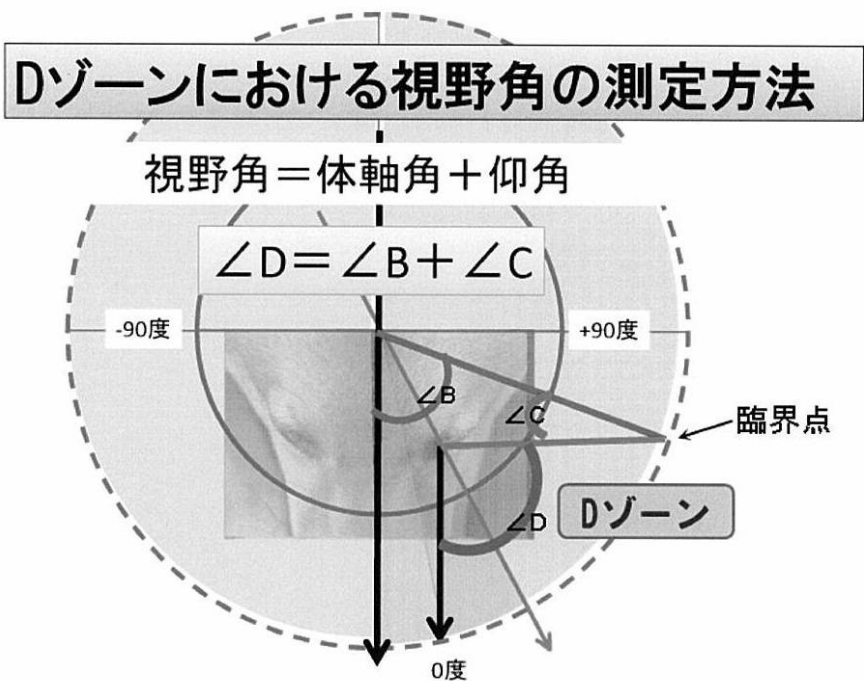 Dゾーンにおける視野角の測定方法
視野角＝体軸角＋仰角
∠D＝∠B＋∠C
-90度
+90度
∠B
∠C
臨界点
∠D
Dゾーン
0度